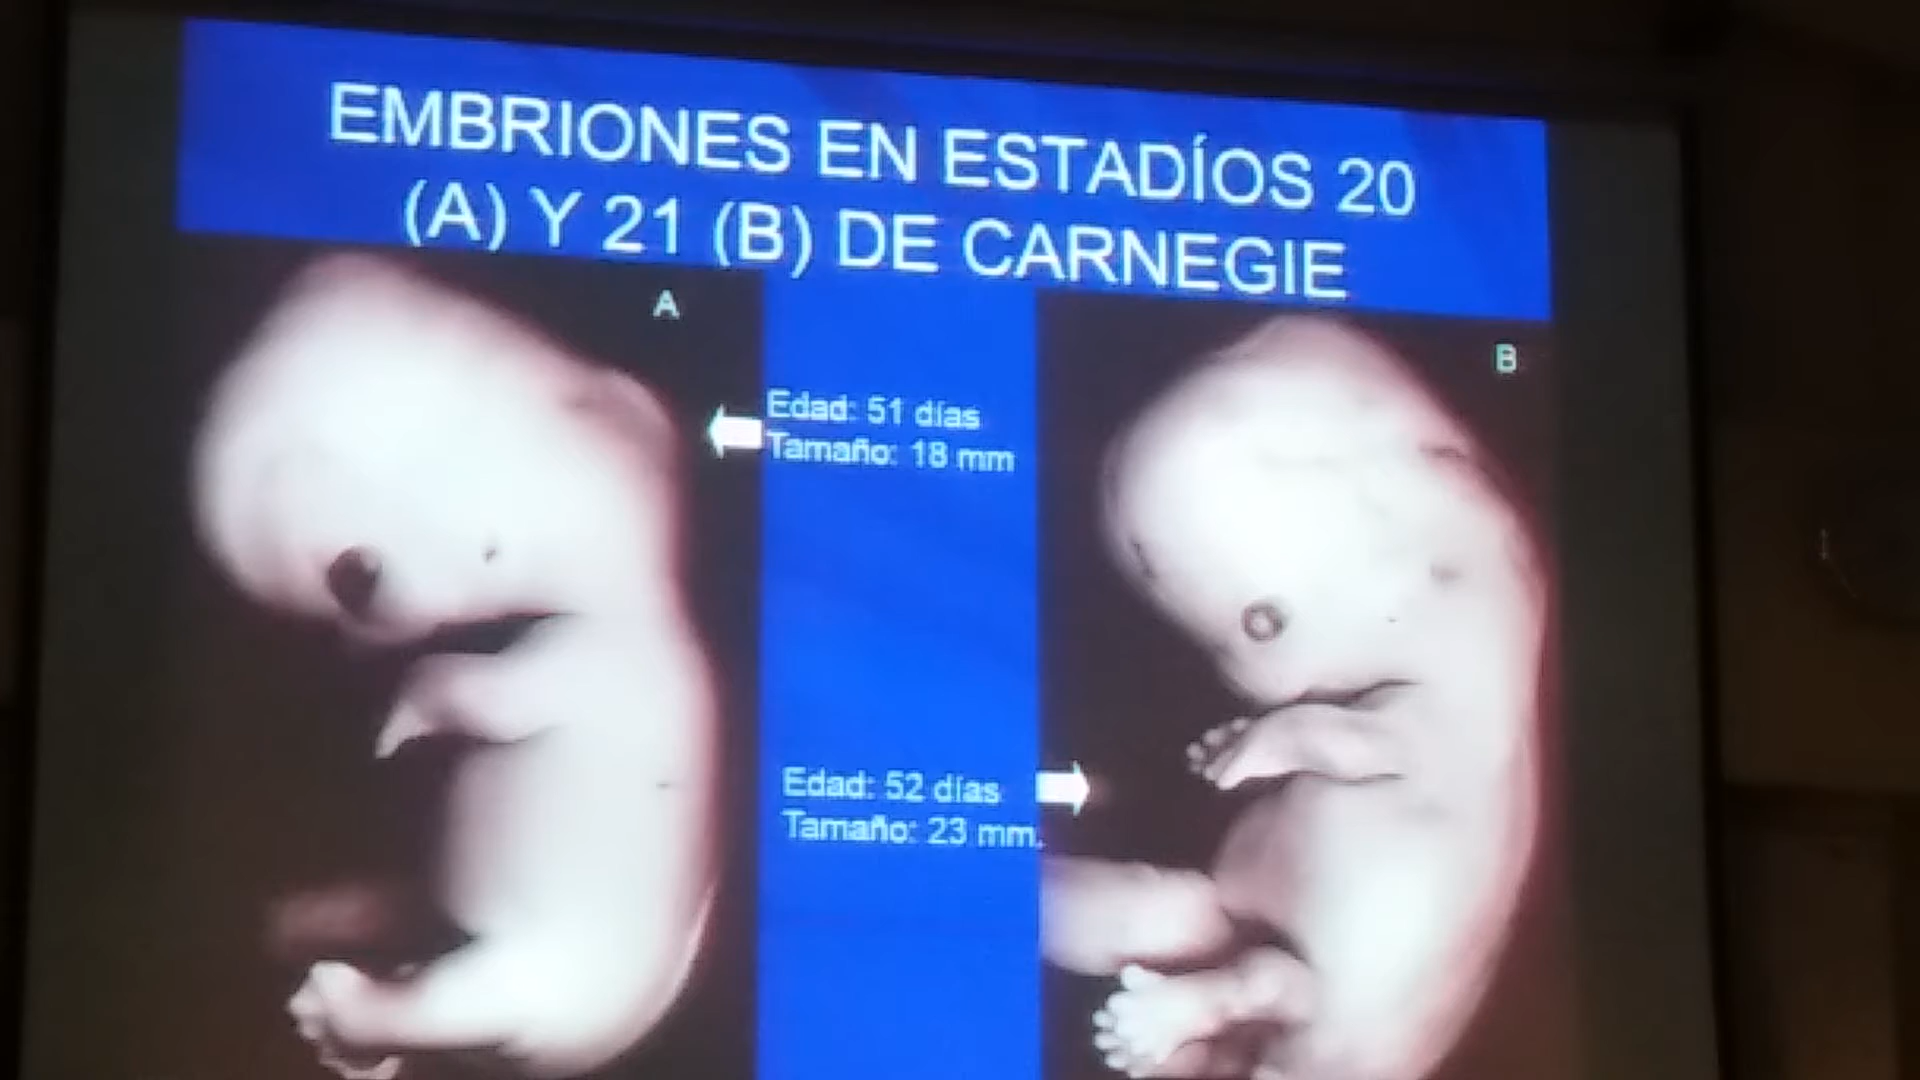 EMBRIONES EN ESTADÍOS 20
(A) Y 21 (B) DE CARNEGIE
A
B
Edad: 51 días
Tamaño: 18 mm
Edad: 52 días
Tamaño: 23 mm.